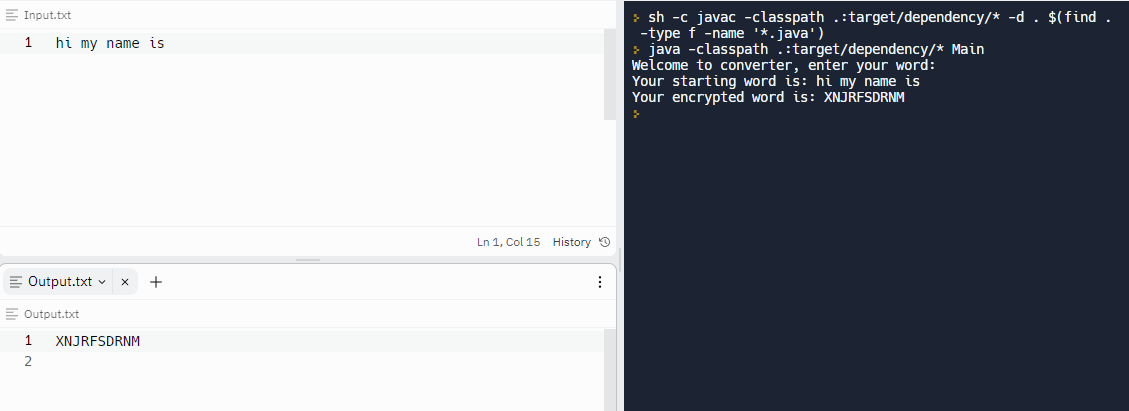 Input.txt
1 hi my name is
Ln 1, Col 15 History
Output.txt
Output.txt
1 XNJRFSDRNM
2
sh -c javac -classpath .:target/dependency/* -d . $(find .
-type f -name '*.java')
java -classpath .:target/dependency/* Main
Welcome to converter, enter your word:
Your starting word is: hi my name is
Your encrypted word is: XNJRFSDRNM